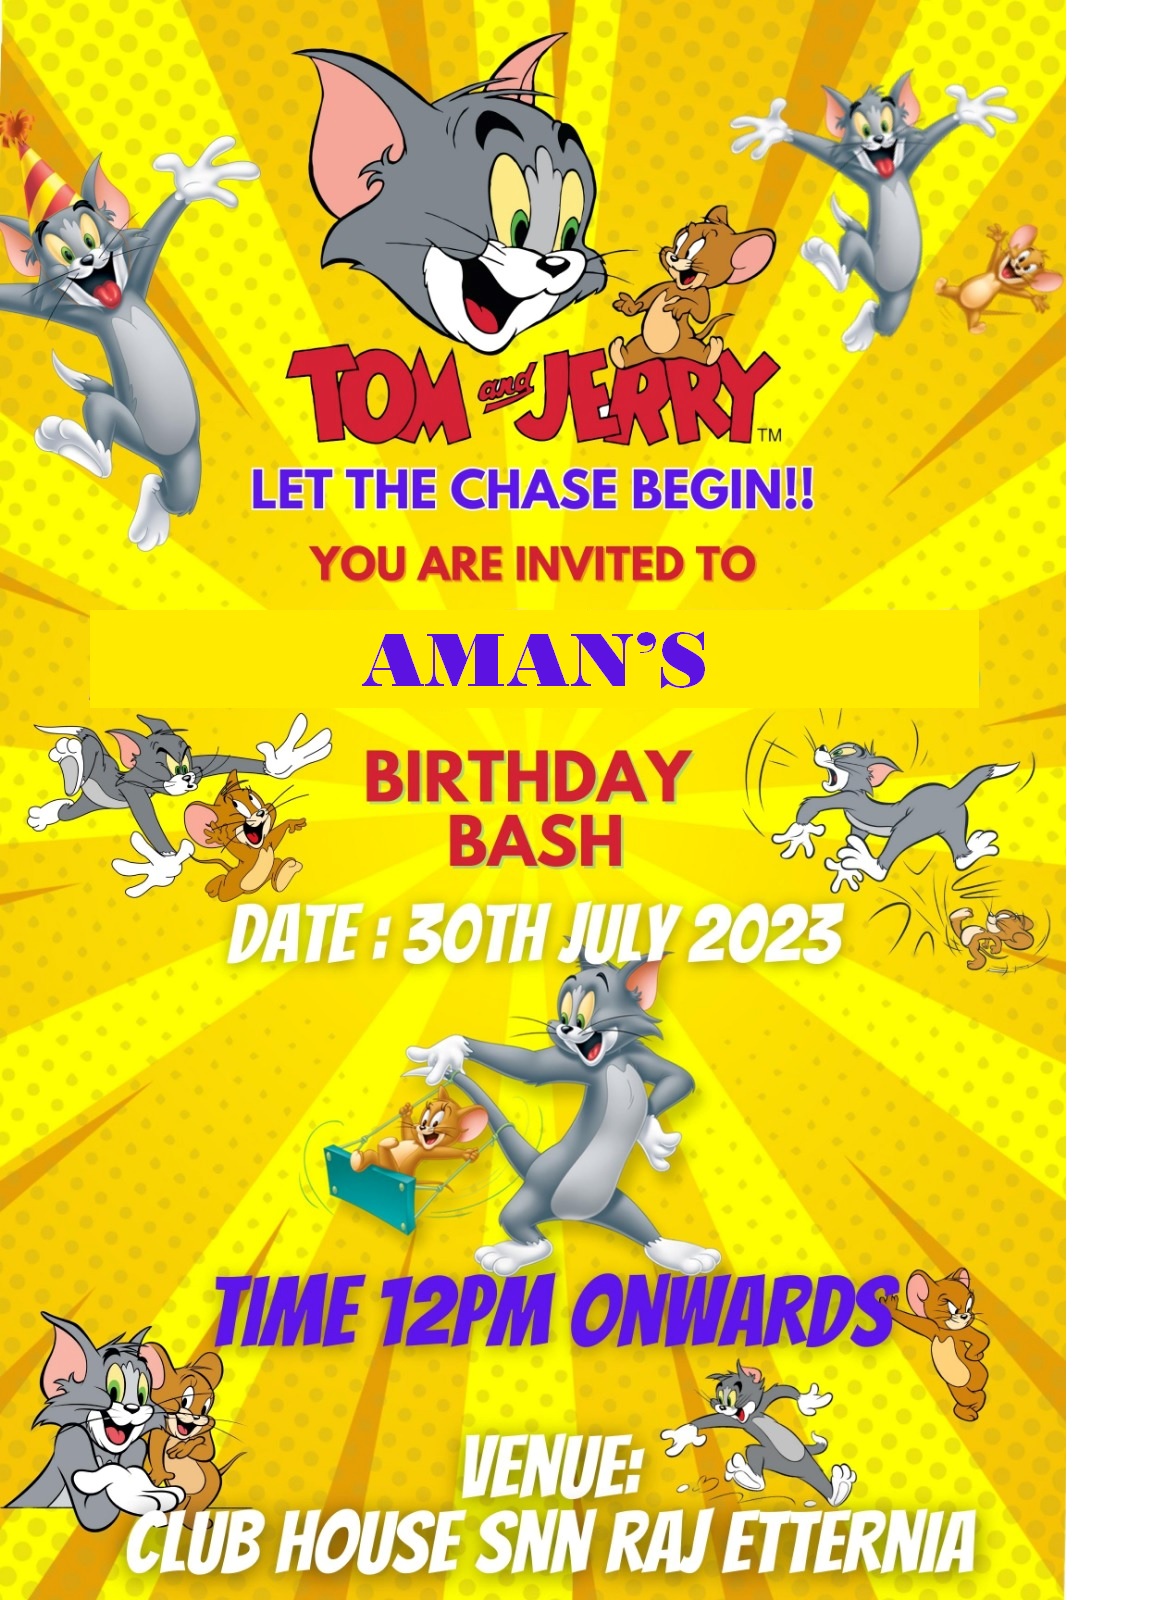 TOM and JERRY TM
LET THE CHASE BEGIN!!
YOU ARE INVITED TO
AMAN'S
BIRTHDAY
BASH
DATE : 30TH JULY 2023
TIME 12PM ONWARDS
VENUE:
CLUB HOUSE SNN RAJ ETTERNIA